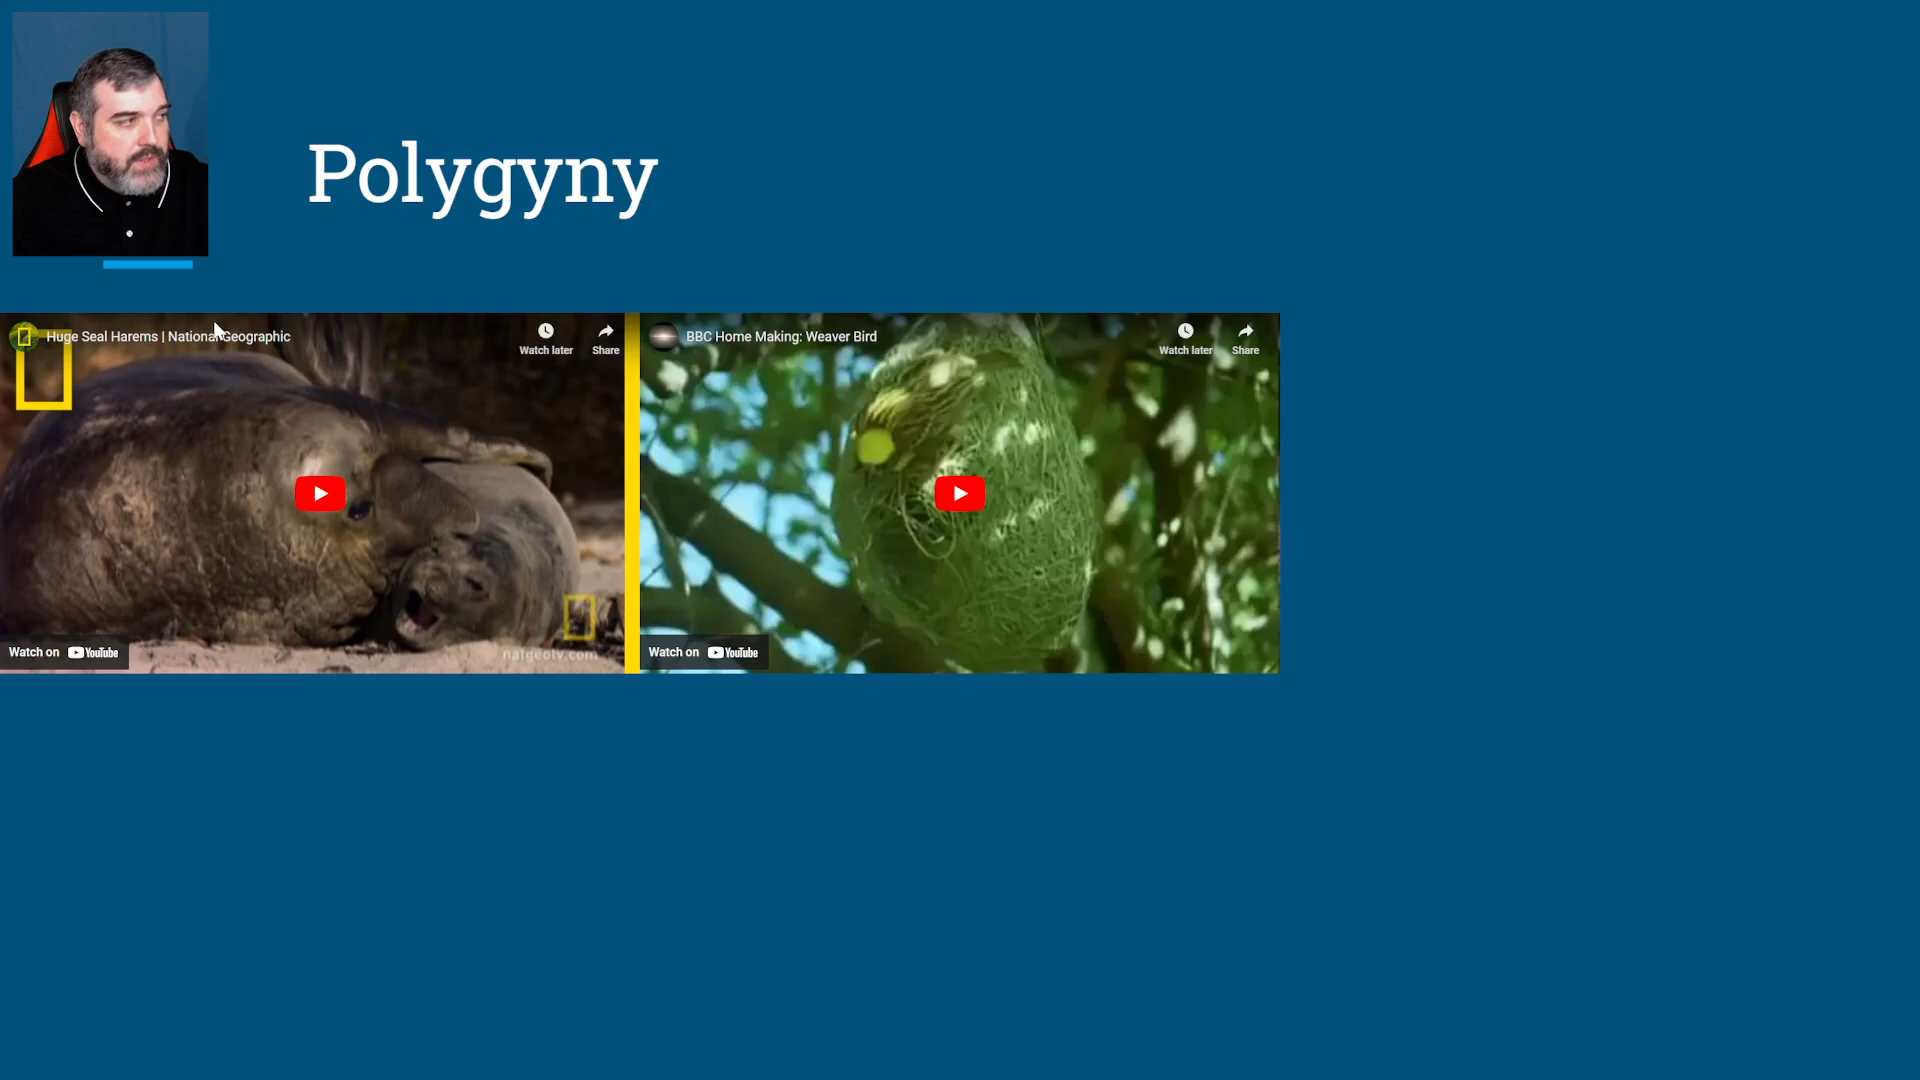 Polygyny
Huge Seal Harems | National Geographic
Watch later
Share
BBC Home Making: Weaver Bird
Watch later
Share
natgeotv.com
Watch on YouTube
Watch on YouTube